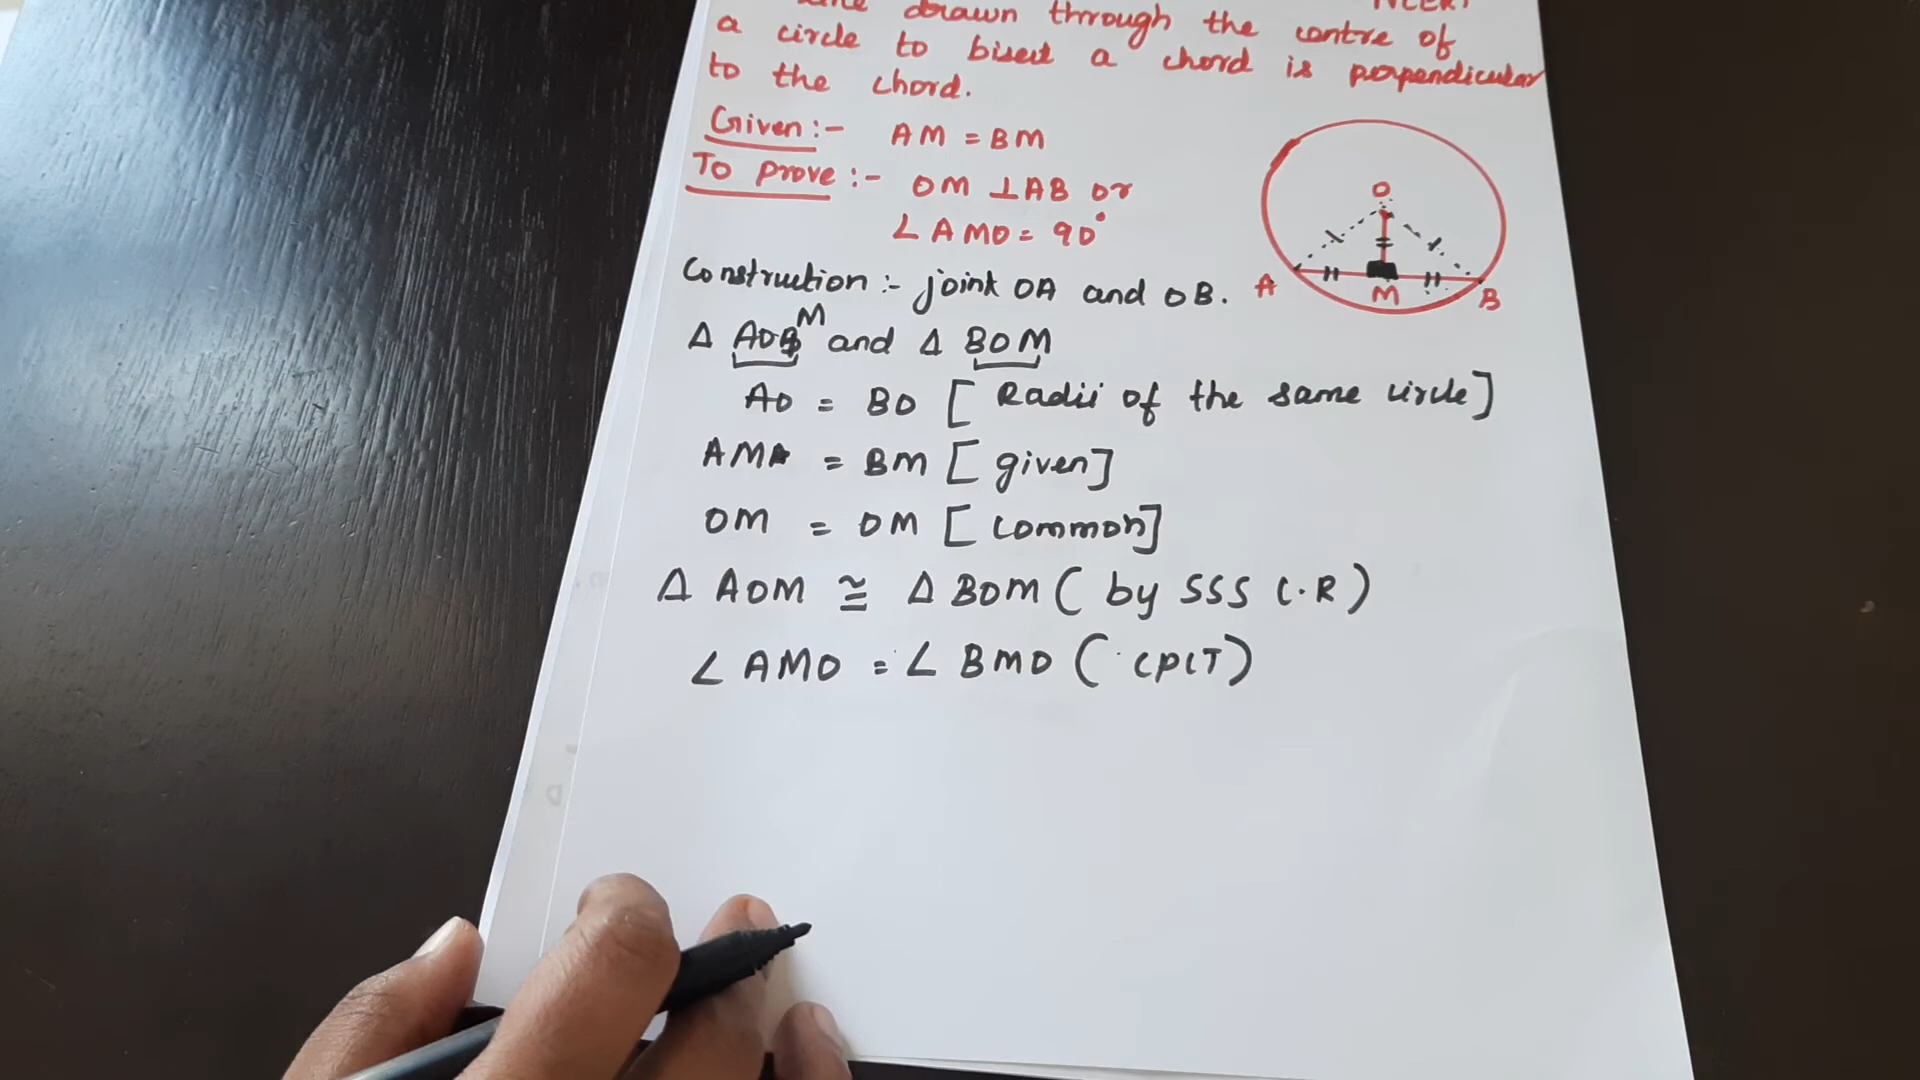 drawn through the centre of
a circle to bisect a chord is perpendicular
to the chord.
Given :- AM = BM
To prove :- OM ⊥ AB or
∠ AMO = 90°
Construction :- joint OA and OB.
Δ AOM and Δ BOM
AO = BO [ Radii of the same circle ]
AM = BM [ given ]
OM = OM [ common ]
Δ AOM ≅ Δ BOM ( by SSS C.R )
∠ AMO = ∠ BMO ( CPCT )
O
A
M
B